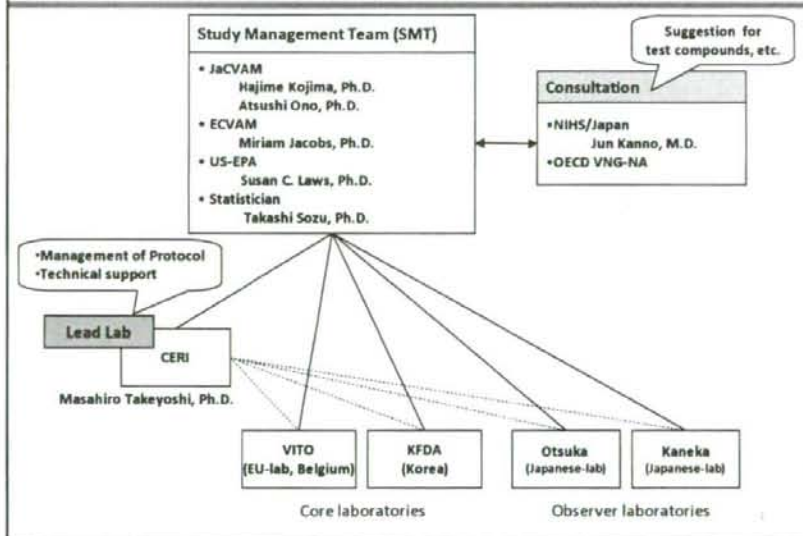 Study Management Team (SMT)
• JaCVAM
Hajime Kojima, Ph.D.
Atsushi Ono, Ph.D.
• ECVAM
Miriam Jacobs, Ph.D.
• US-EPA
Susan C. Laws, Ph.D.
• Statistician
Takashi Sozu, Ph.D.
Suggestion for
test compounds, etc.
Consultation
•NIHS/Japan
Jun Kanno, M.D.
•OECD VNG-NA
•Management of Protocol
•Technical support
Lead Lab
CERI
Masahiro Takeyoshi, Ph.D.
VITO
(EU-lab, Belgium)
KFDA
(Korea)
Otsuka
(Japanese-lab)
Kaneka
(Japanese-lab)
Core laboratories
Observer laboratories